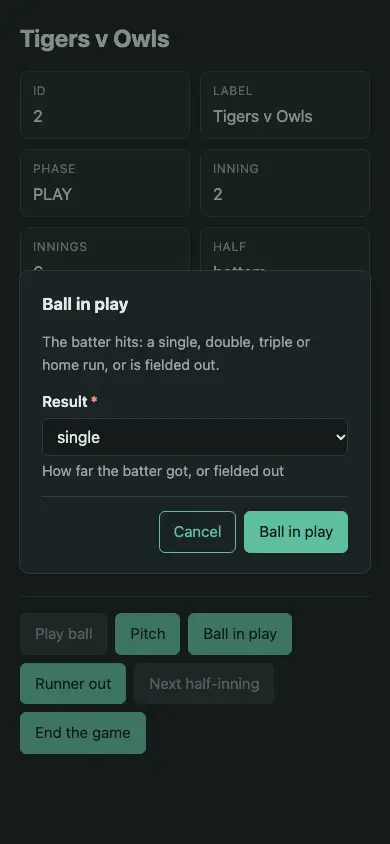 Tigers v Owls
ID
LABEL
2
Tigers v Owls
PHASE
INNING
PLAY
2
INNINGS
HALF
Ball in play
The batter hits: a single, double, triple or
home run, or is fielded out.
Result *
single
How far the batter got, or fielded out
Cancel
Ball in play
Play ball
Pitch
Ball in play
Runner out
Next half-inning
End the game